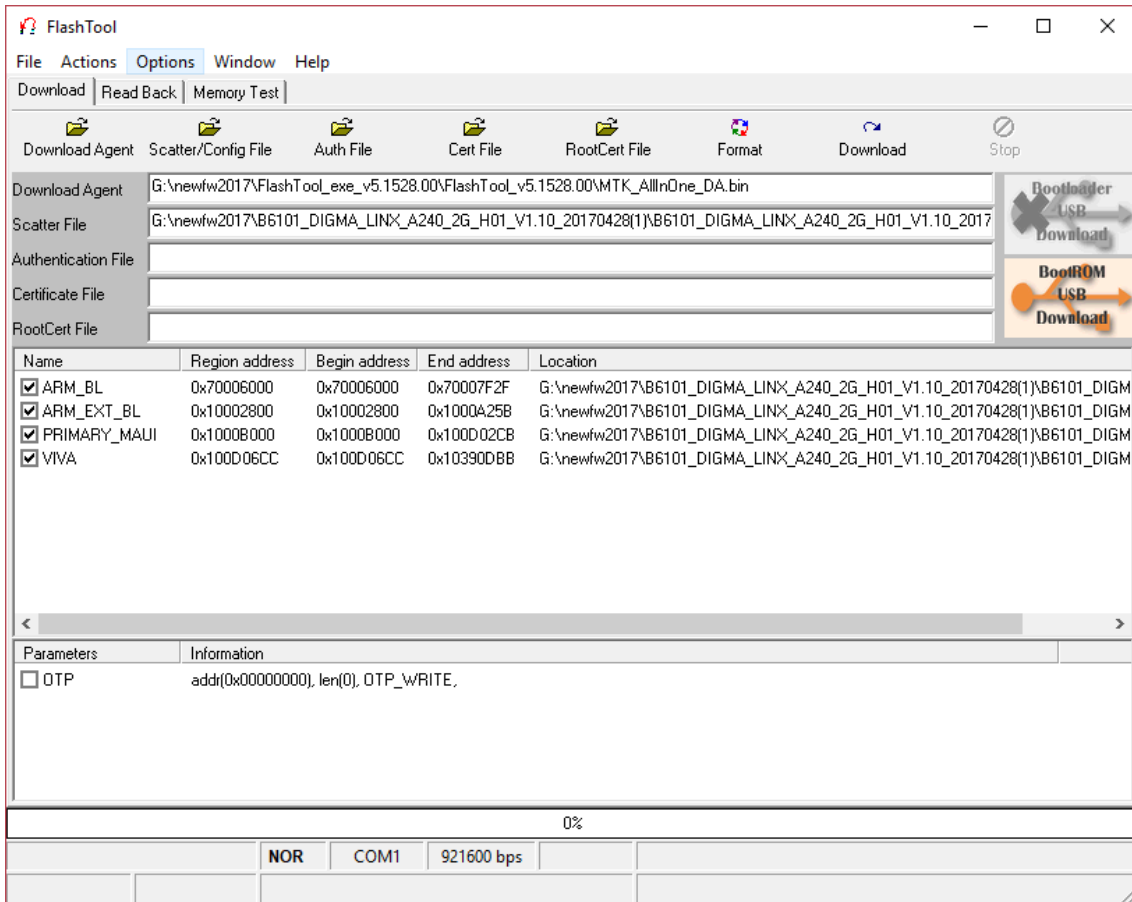 FlashTool
File Actions Options Window Help
Download Read Back Memory Test
Download Agent Scatter/Config File Auth File Cert File RootCert File Format Download Stop
Download Agent G:\newfw2017\FlashTool_exe_v5.1528.00\FlashTool_v5.1528.00\MTK_AllInOne_DA.bin
Scatter File G:\newfw2017\B6101_DIGMA_LINX_A240_2G_H01_V1.10_20170428(1)\B6101_DIGMA_LINX_A240_2G_H01_V1.10_2017
Authentication File
Certificate File
RootCert File
Bootloader
USB
Download
BootROM
USB
Download
Name Region address Begin address End address Location
ARM_BL 0x70006000 0x70006000 0x70007F2F G:\newfw2017\B6101_DIGMA_LINX_A240_2G_H01_V1.10_20170428(1)\B6101_DIGM
ARM_EXT_BL 0x10002800 0x10002800 0x1000A25B G:\newfw2017\B6101_DIGMA_LINX_A240_2G_H01_V1.10_20170428(1)\B6101_DIGM
PRIMARY_MAUI 0x1000B000 0x1000B000 0x100D02CB G:\newfw2017\B6101_DIGMA_LINX_A240_2G_H01_V1.10_20170428(1)\B6101_DIGM
VIVA 0x100D06CC 0x100D06CC 0x10390DBB G:\newfw2017\B6101_DIGMA_LINX_A240_2G_H01_V1.10_20170428(1)\B6101_DIGM
Parameters Information
OTP addr(0x00000000), len(0), OTP_WRITE,
0%
NOR COM1 921600 bps